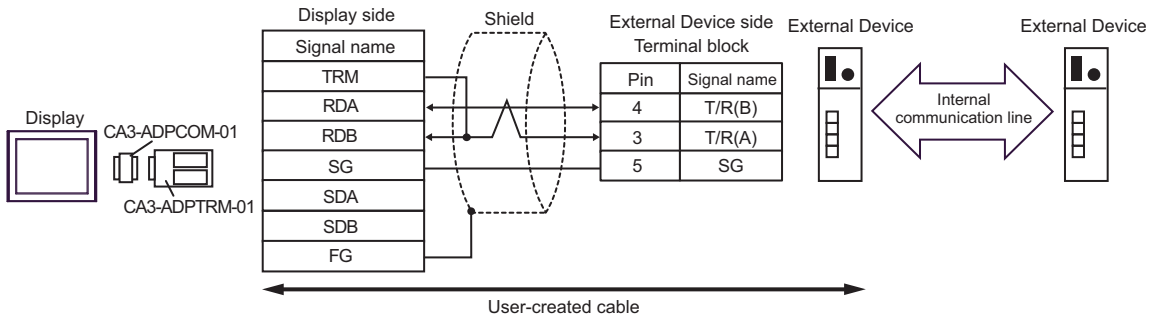 Display
CA3-ADPCOM-01
CA3-ADPTRM-01
Display side
Signal name
TRM
RDA
RDB
SG
SDA
SDB
FG
Shield
External Device side
Terminal block
Pin Signal name
4 T/R(B)
3 T/R(A)
5 SG
External Device
Internal
communication line
External Device
User-created cable